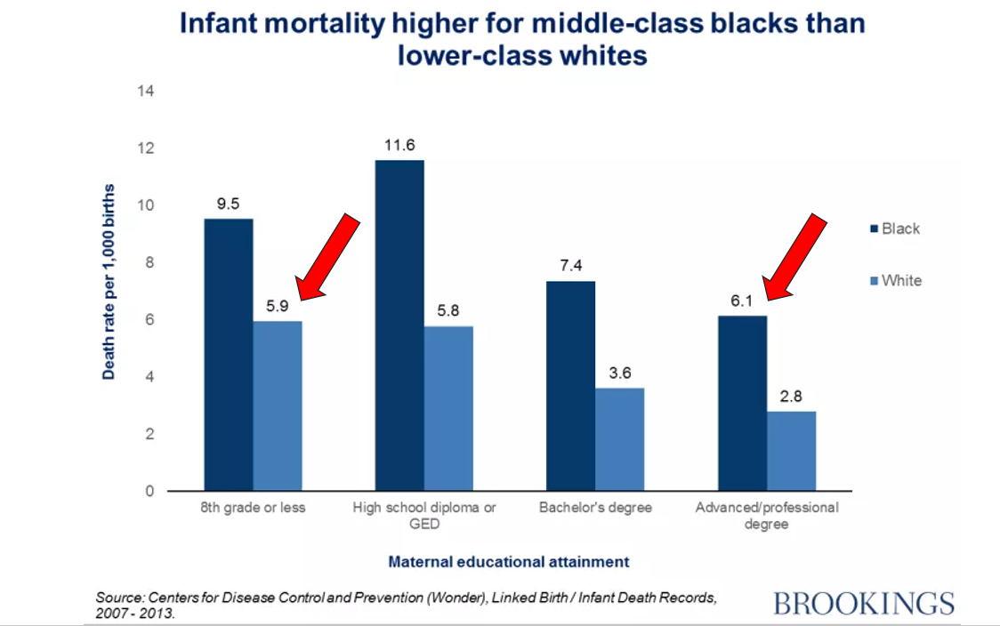 Infant mortality higher for middle-class blacks than
lower-class whites
14
12
10
8
6
4
2
0
Death rate per 1,000 births
9.5
5.9
11.6
5.8
7.4
3.6
6.1
2.8
Black
White
8th grade or less
High school diploma or
GED
Bachelor's degree
Advanced/professional
degree
Maternal educational attainment
Source: Centers for Disease Control and Prevention (Wonder), Linked Birth / Infant Death Records,
2007 - 2013.
BROOKINGS